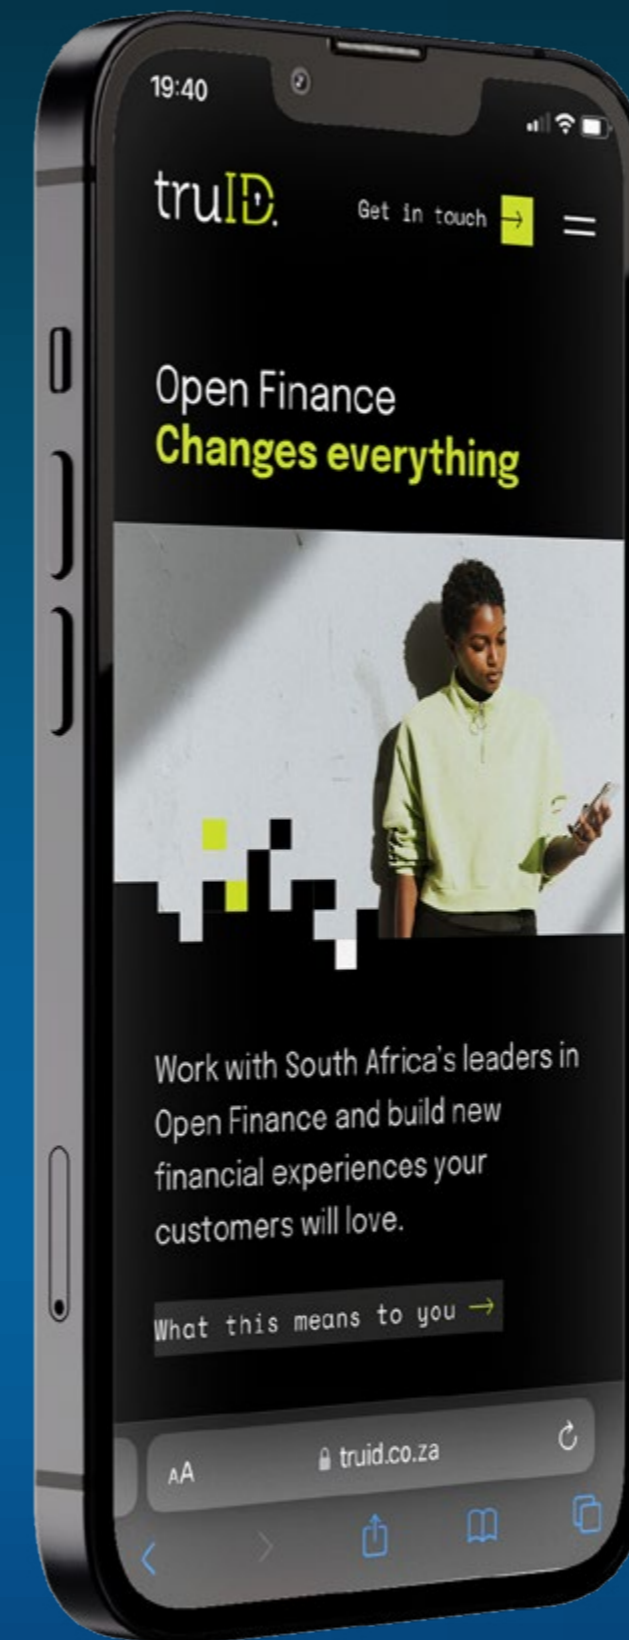 19:40
truID.
Get in touch →
Open Finance
Changes everything
Work with South Africa's leaders in
Open Finance and build new
financial experiences your
customers will love.
What this means to you →
AA
truid.co.za